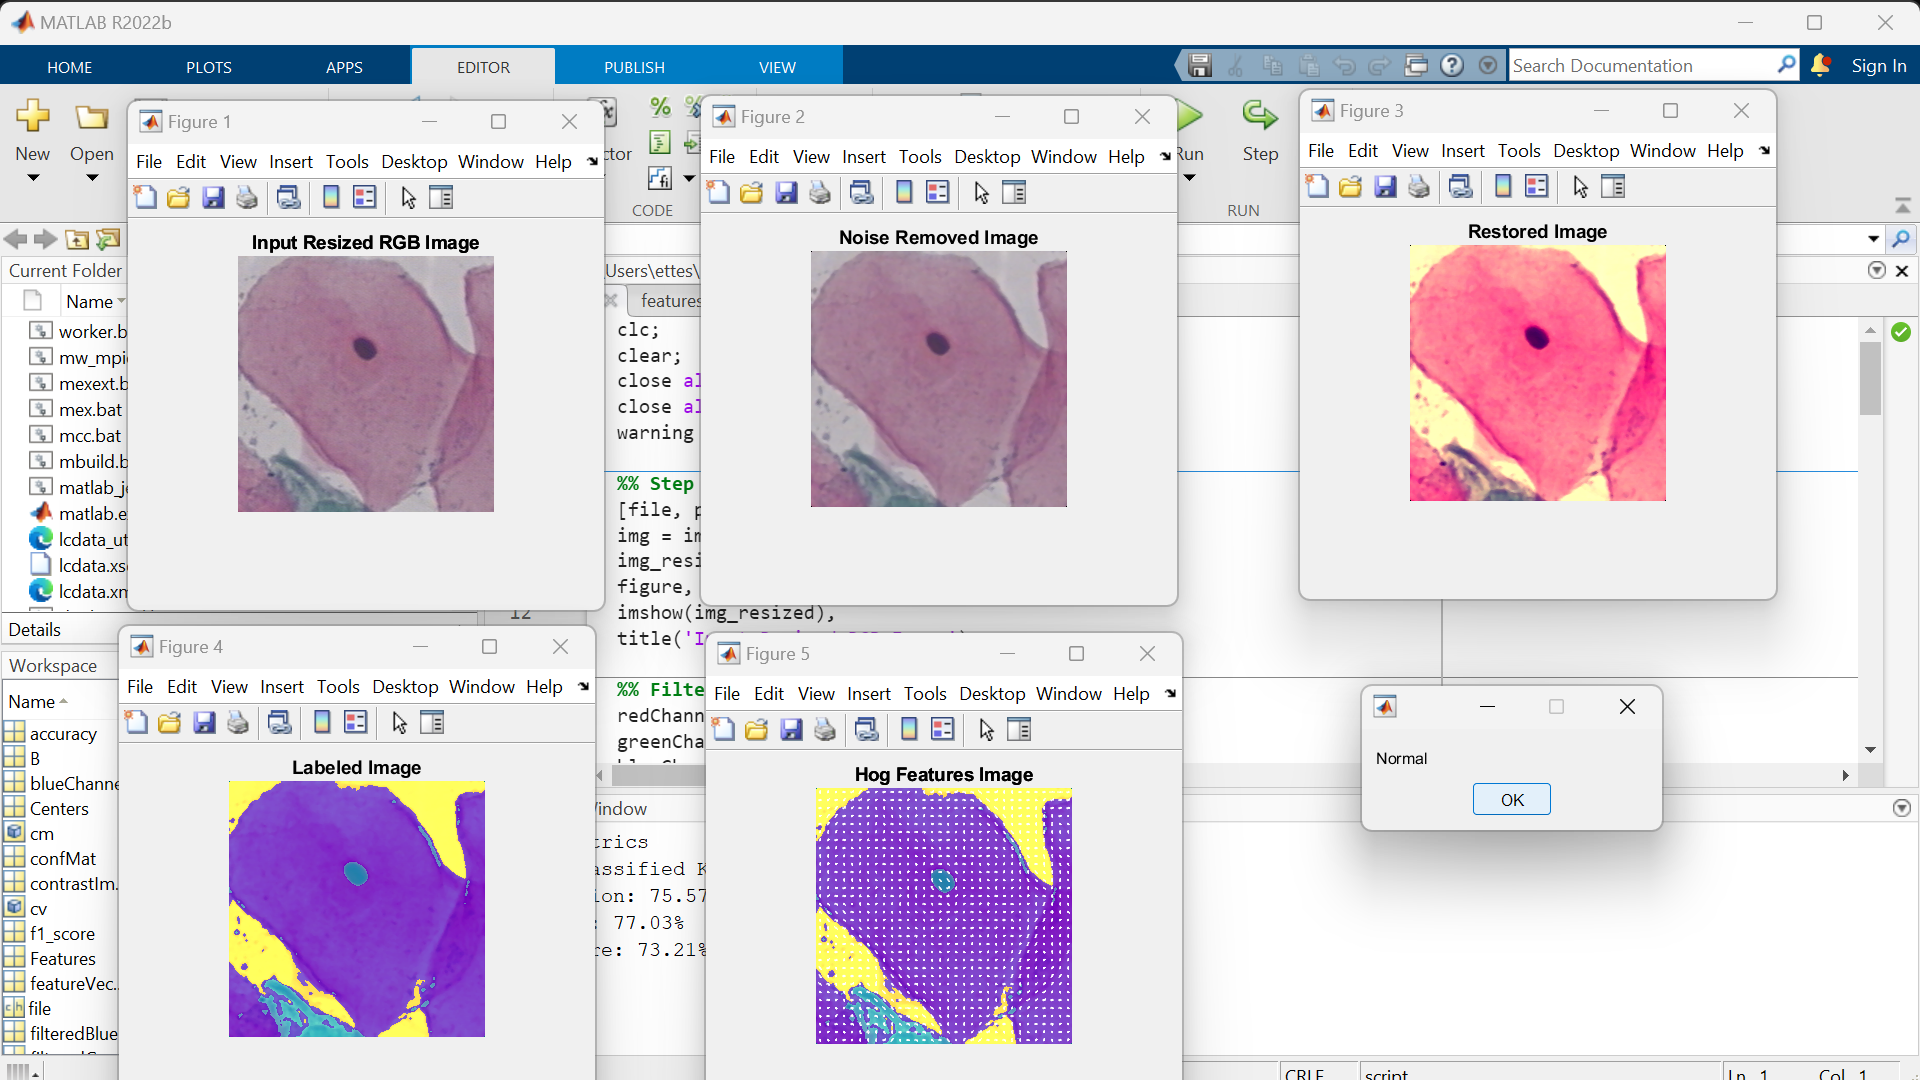 MATLAB R2022b
HOME PLOTS APPS EDITOR PUBLISH VIEW
Search Documentation
Sign In
New
Open
CODE
Run
Step
RUN
Figure 1
File Edit View Insert Tools Desktop Window Help
Input Resized RGB Image
Figure 2
File Edit View Insert Tools Desktop Window Help
Noise Removed Image
Figure 3
File Edit View Insert Tools Desktop Window Help
Restored Image
Current Folder
Name
worker.b
mw_mpi
mexext.b
mex.bat
mcc.bat
mbuild.b
matlab_j
matlab.e
lcdata_ut
lcdata.xs
lcdata.xm
Details
Workspace
Name
accuracy
B
blueChanne
Centers
cm
confMat
contrastIm.
cv
f1_score
Features
featureVec..
file
filteredBlue
Users\ettes\
features
clc;
clear;
close al
close al
warning
%% Step
[file, p
img = im
img_resi
figure,
12
imshow(img_resized),
title('I
%% Filte
redChann
greenCha
Figure 4
File Edit View Insert Tools Desktop Window Help
Labeled Image
Figure 5
File Edit View Insert Tools Desktop Window Help
Hog Features Image
indow
trics
assified K
ion: 75.57
: 77.03%
re: 73.21%
Normal
OK
CRLF script Ln 1 Col 1